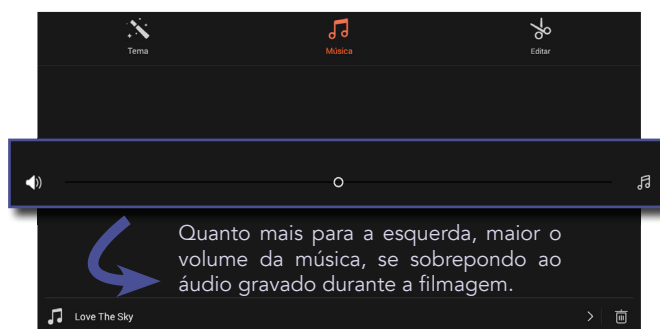 Tema
Música
Editar
Quanto mais para a esquerda, maior o
volume da música, se sobrepondo ao
áudio gravado durante a filmagem.
Love The Sky